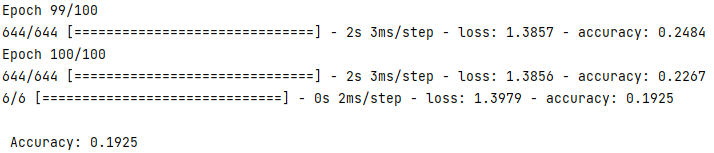 Epoch 99/100
644/644 [==============================] - 2s 3ms/step - loss: 1.3857 - accuracy: 0.2484
Epoch 100/100
644/644 [==============================] - 2s 3ms/step - loss: 1.3856 - accuracy: 0.2267
6/6 [==============================] - 0s 2ms/step - loss: 1.3979 - accuracy: 0.1925
Accuracy: 0.1925